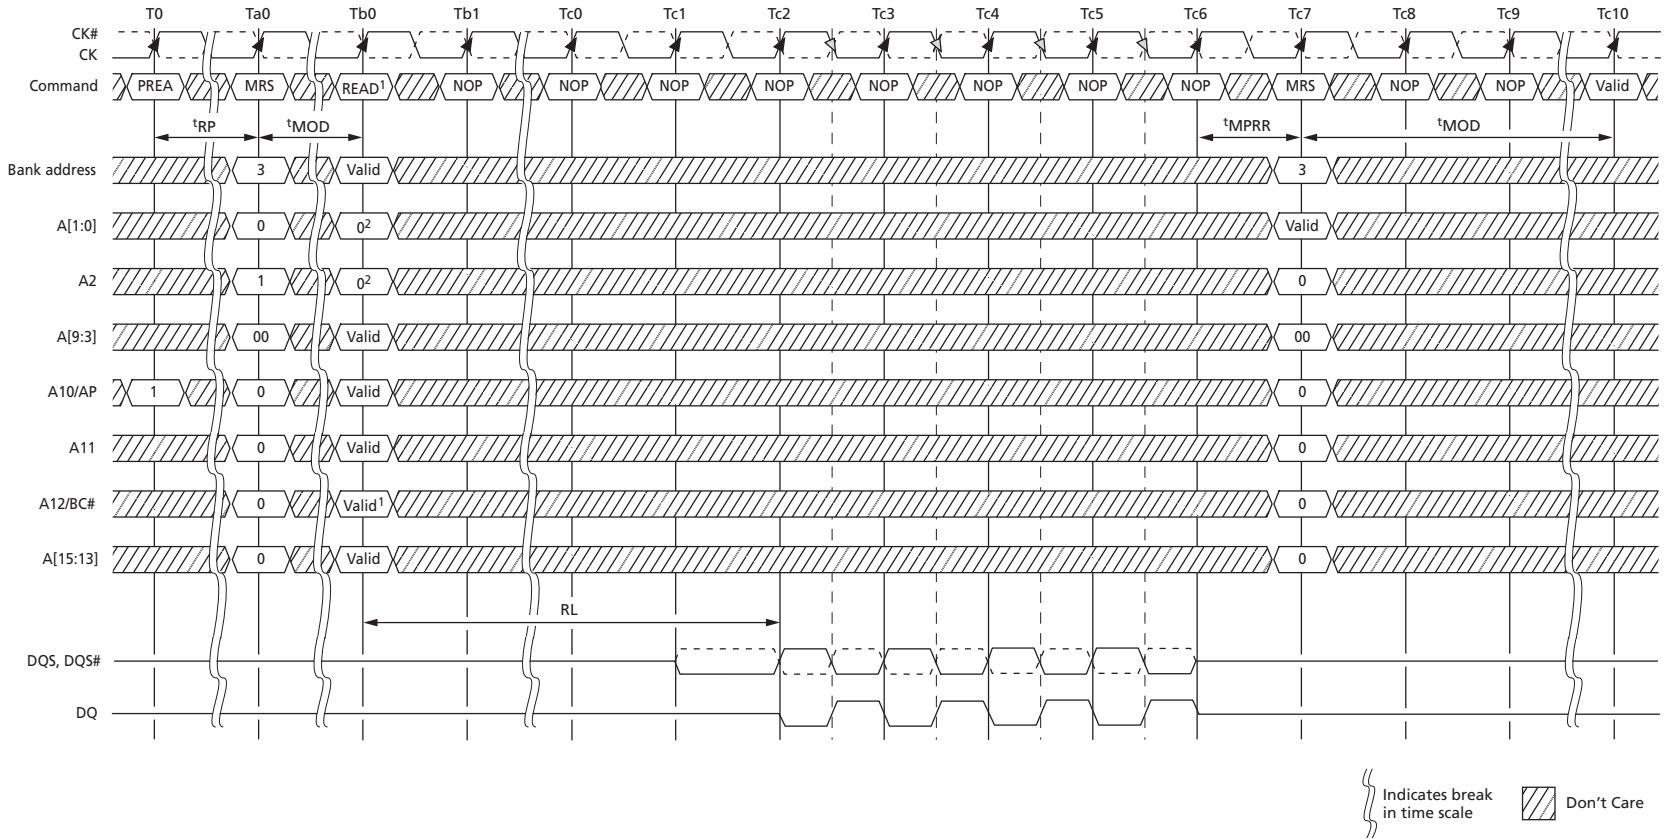 T0 Ta0 Tb0 Tb1 Tc0 Tc1 Tc2 Tc3 Tc4 Tc5 Tc6 Tc7 Tc8 Tc9 Tc10
CK#
CK
Command PREA MRS READ1 NOP NOP NOP NOP NOP NOP NOP NOP MRS NOP NOP Valid
tRP tMOD tMPRR tMOD
Bank address 3 Valid 3
A[1:0] 0 0² Valid
A2 1 0² 0
A[9:3] 00 Valid 00
A10/AP 1 0 Valid 0
A11 0 Valid 0
A12/BC# 0 Valid1 0
A[15:13] 0 Valid 0
RL
DQS, DQS#
DQ
Indicates break
in time scale
Don't Care